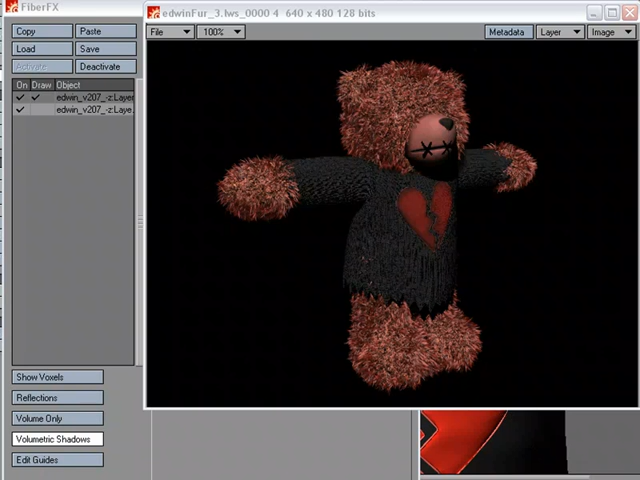 FiberFX
edwinFur_3.lws_0000 4 640 x 480 128 bits
Copy Paste
File 100% Metadata Layer Image
Load Save
Activate Deactivate
On Draw Object
edwin_v207_-z:Layer
edwin_v207_-z:Laye.
Show Voxels
Reflections
Volume Only
Volumetric Shadows
Edit Guides